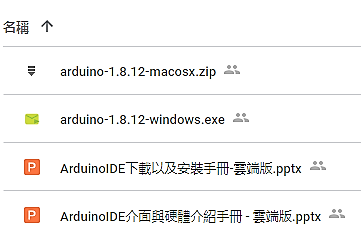 名稱 ↑
arduino-1.8.12-macosx.zip
arduino-1.8.12-windows.exe
P ArduinoIDE下載以及安裝手冊-雲端版.pptx
P ArduinoIDE介面與硬體介紹手冊 - 雲端版.pptx